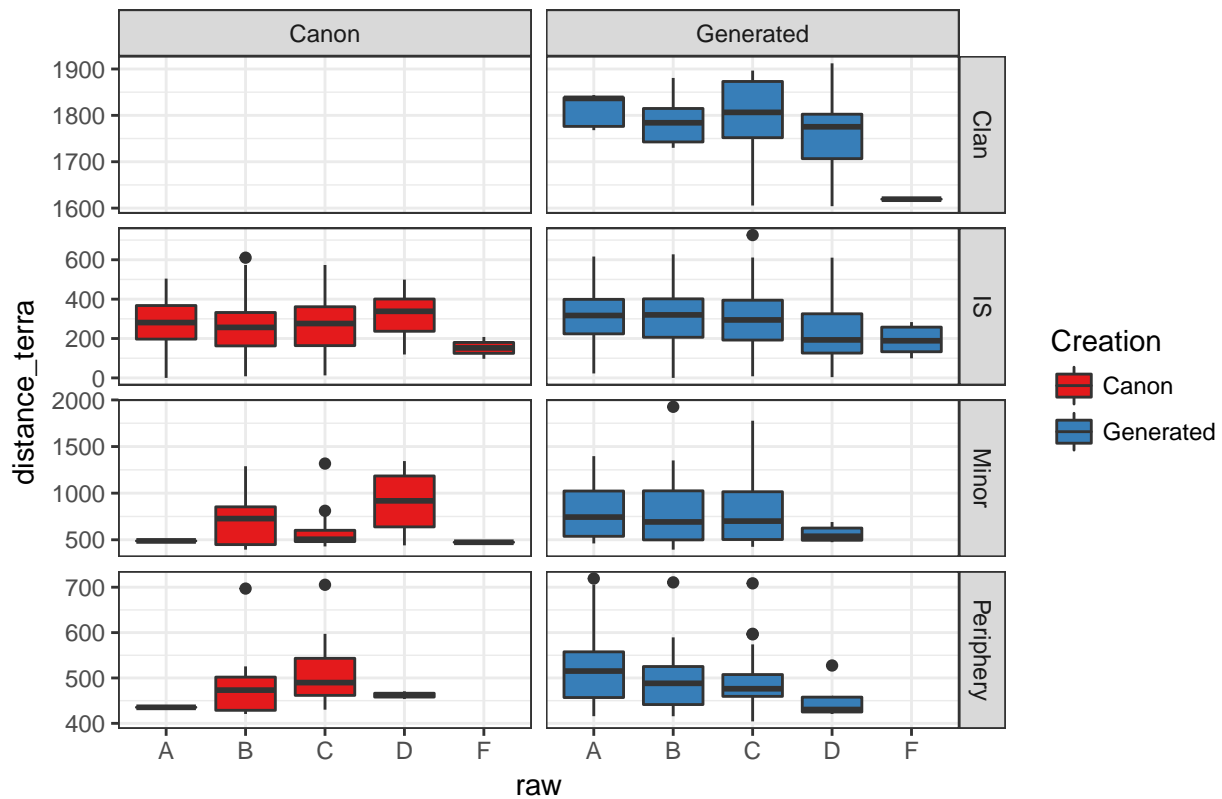 Canon Generated
1900
1800
1700
1600
Clan
600
400
200
0
IS
2000
1500
1000
500
Minor
700
600
500
400
Periphery
A B C D F A B C D F
raw
distance_terra
Creation
Canon
Generated